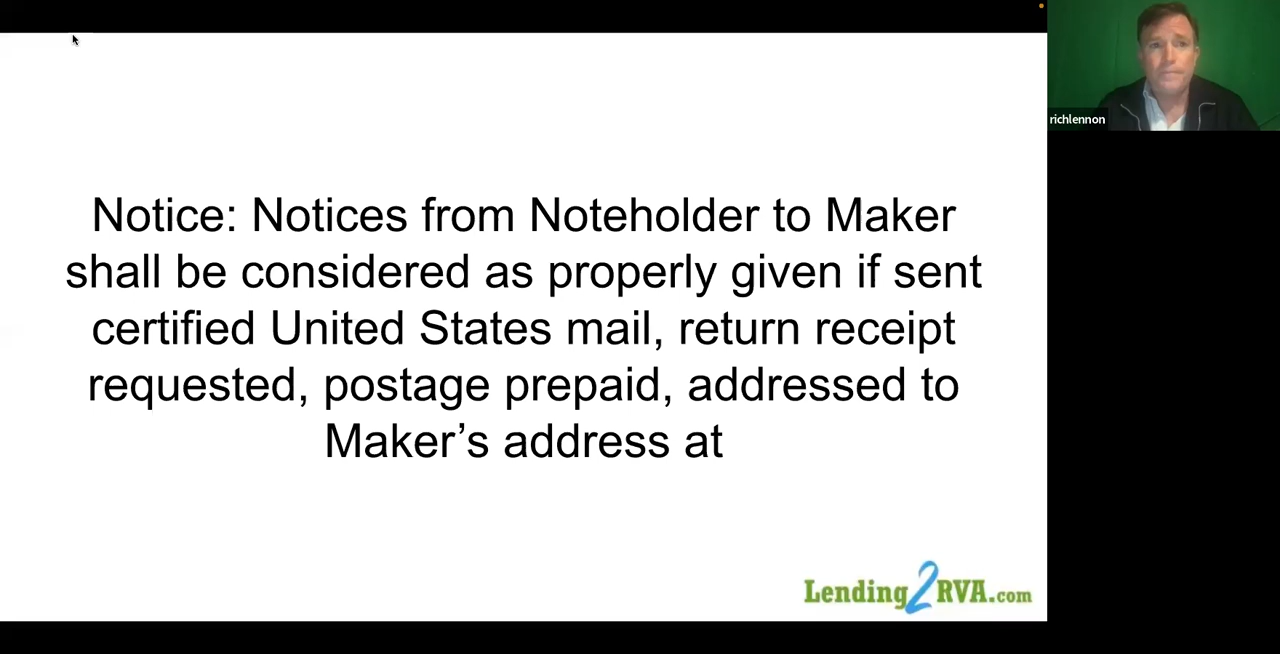 richlennon
Notice: Notices from Noteholder to Maker
shall be considered as properly given if sent
certified United States mail, return receipt
requested, postage prepaid, addressed to
Maker’s address at
Lending2RVA.com